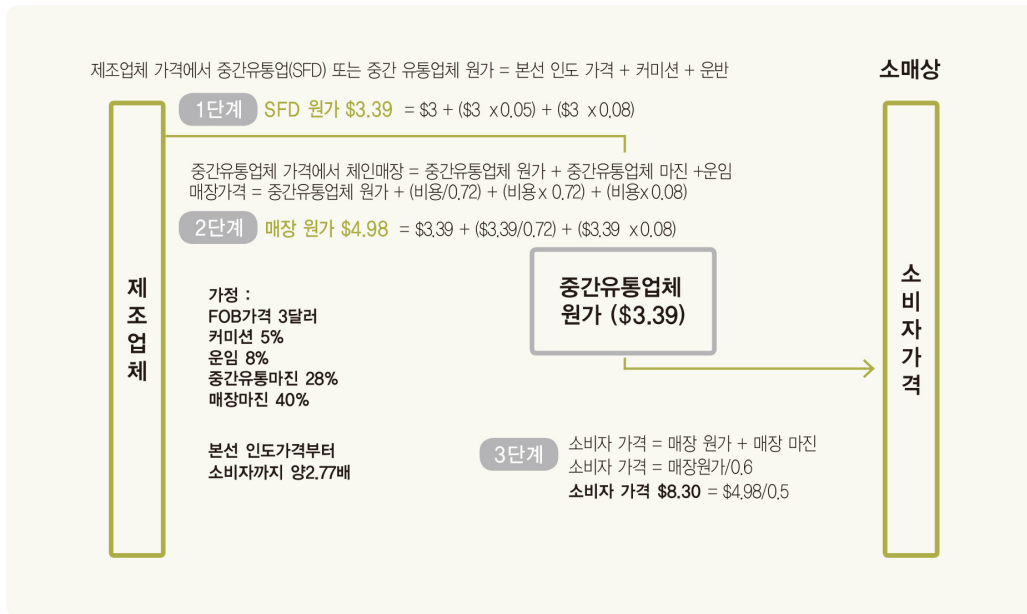 제조업체 가격에서 중간유통업(SFD) 또는 중간 유통업체 원가 = 본선 인도 가격 + 커미션 + 운반
소매상
1단계 SFD 원가 $3.39 = $3 + ($3 x0.05) + ($3 x0.08)
중간유통업체 가격에서 체인매장 = 중간유통업체 원가 + 중간유통업체 마진 +운임
매장가격 = 중간유통업체 원가 + (비용/0.72) + (비용x 0.72) + (비용x0.08)
2단계 매장 원가 $4.98 = $3.39 + ($3.39/0.72) + ($3.39 x0.08)
제조업체
가정 :
FOB가격 3달러
커미션 5%
운임 8%
중간유통마진 28%
매장마진 40%
본선 인도가격부터
소비자까지 양2.77배
중간유통업체
원가 ($3.39)
소비자가격
3단계
소비자 가격 = 매장 원가 + 매장 마진
소비자 가격 = 매장원가/0.6
소비자 가격 $8.30 = $4.98/0.5